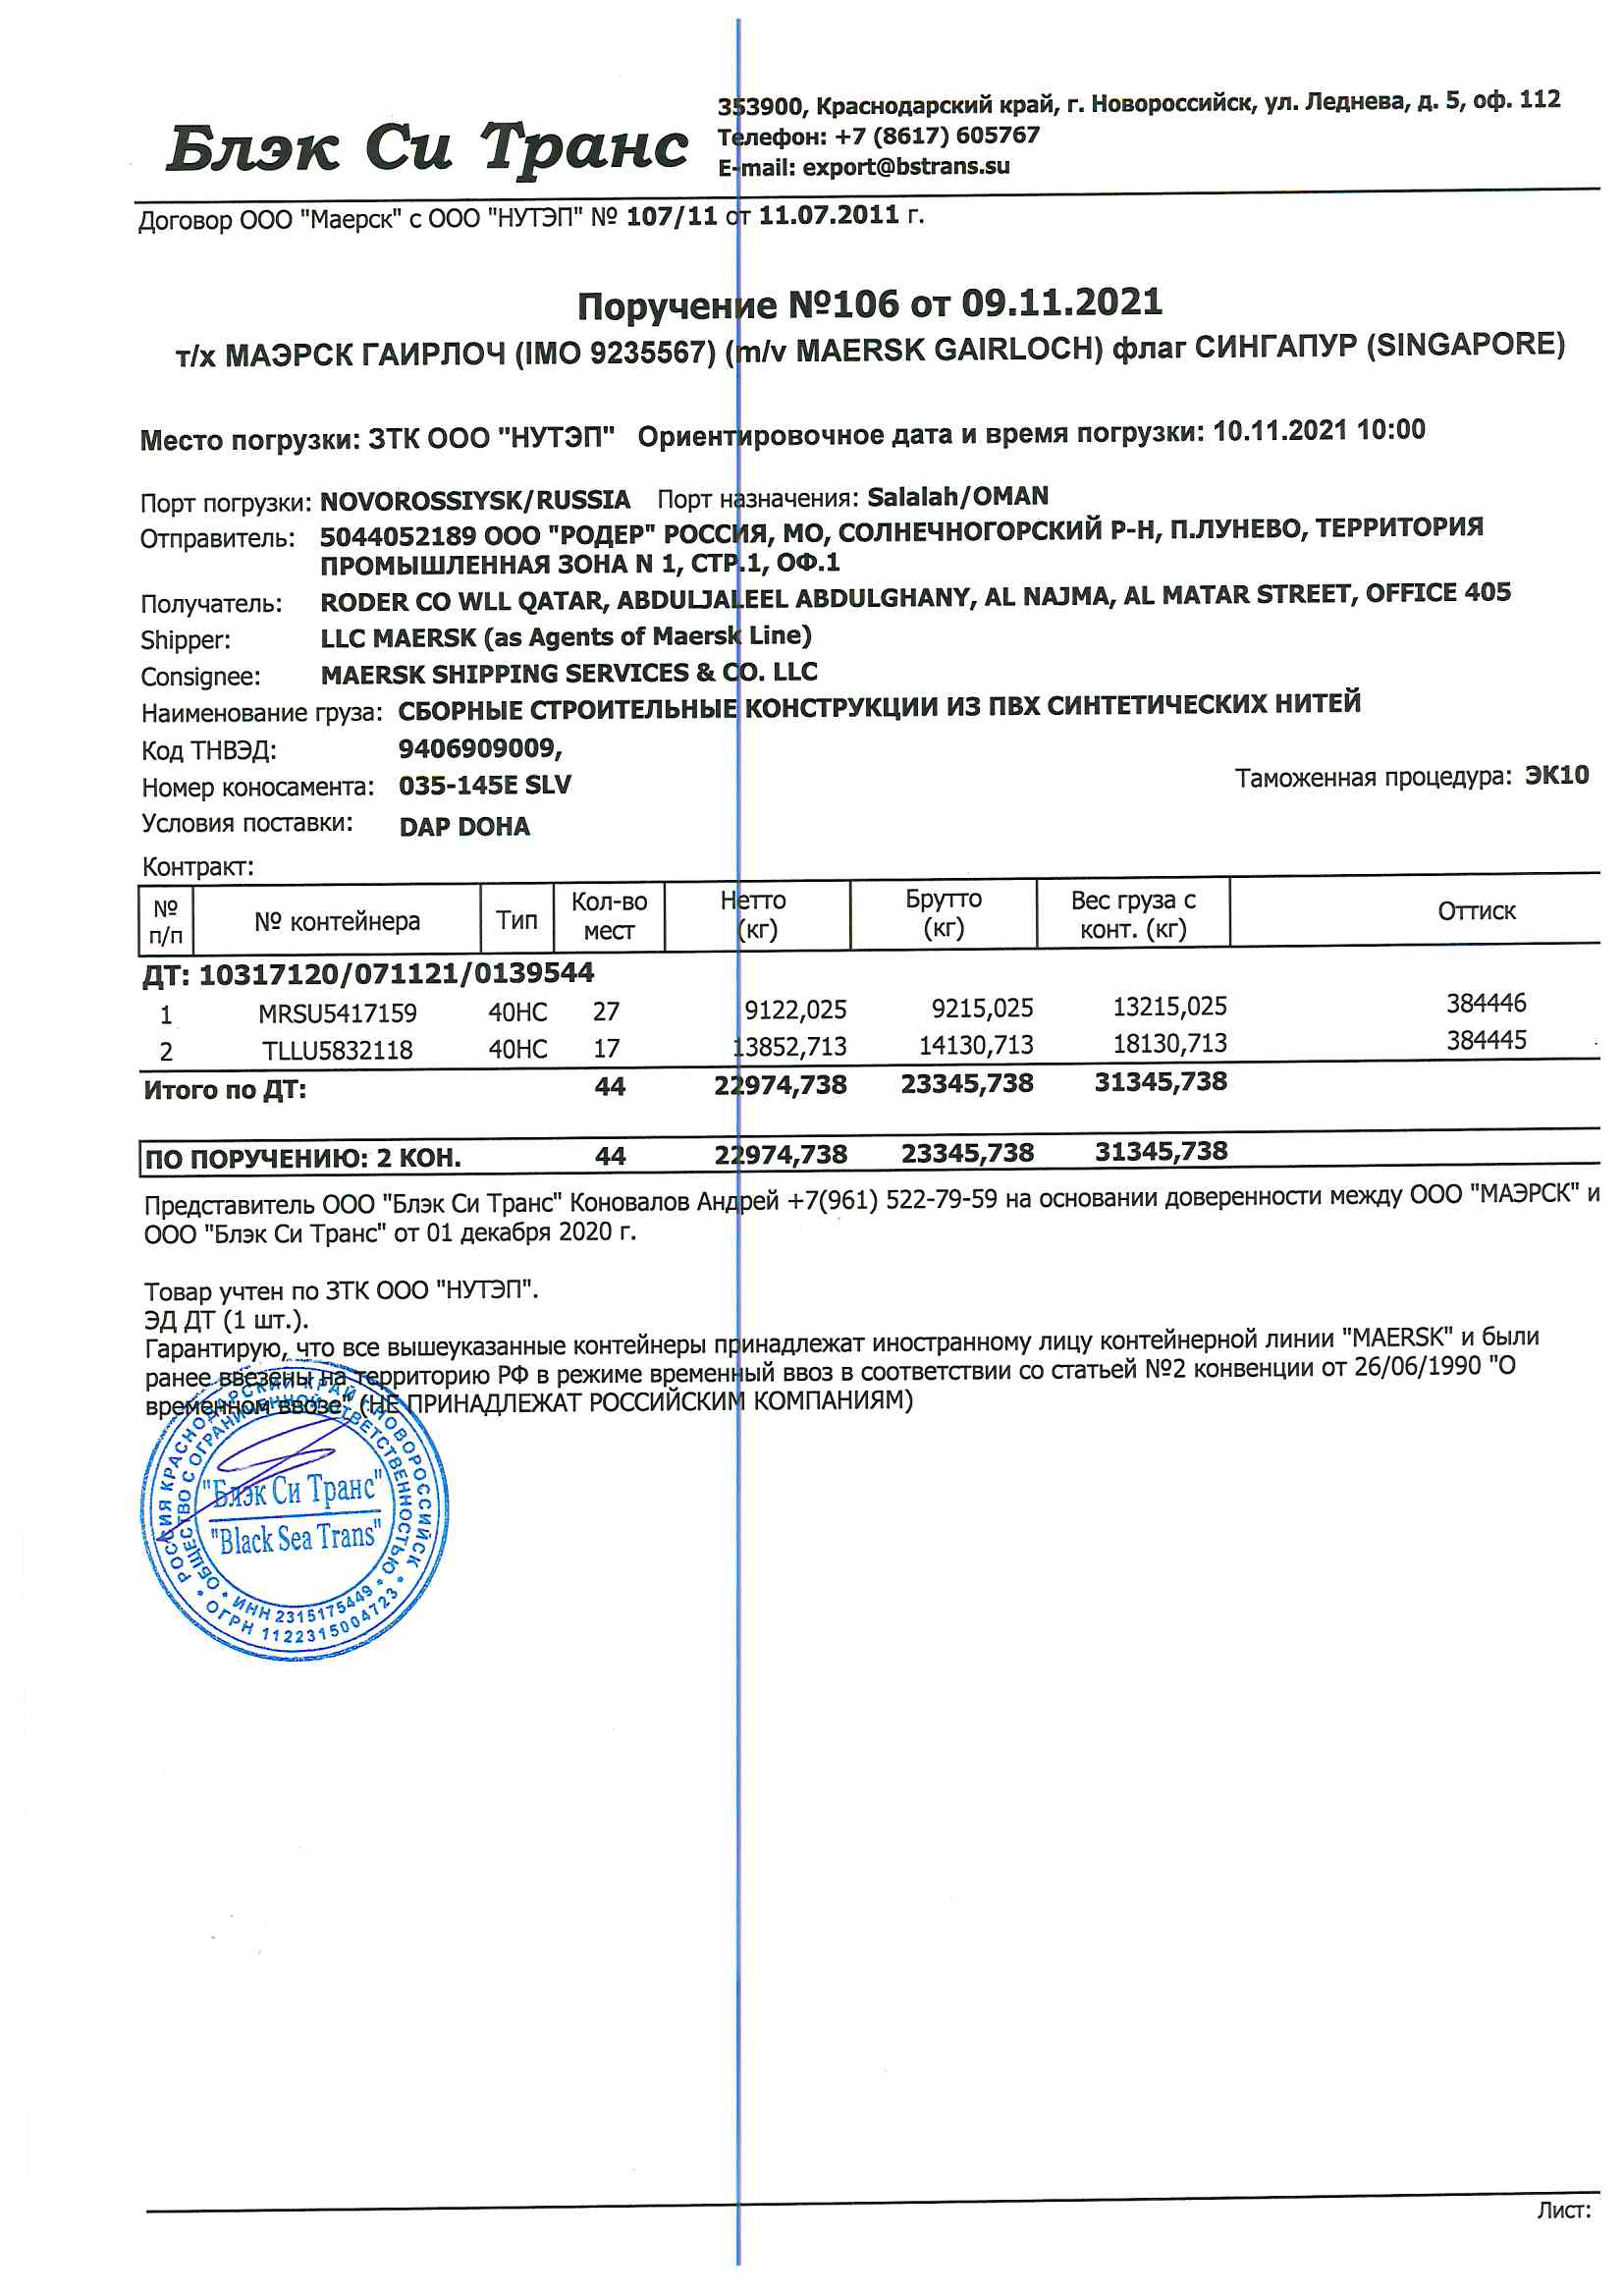 Блэк Си Транс
353900, Краснодарский край, г. Новороссийск, ул. Леднева, д. 5, оф. 112
Телефон: +7 (8617) 605767
E-mail: export@bstrans.su
Договор ООО "Маерск" с ООО "НУТЭП" № 107/11 от 11.07.2011 г.
Поручение №106 от 09.11.2021
т/х МАЭРСК ГАИРЛОЧ (IMO 9235567) (m/v MAERSK GAIRLOCH) флаг СИНГАПУР (SINGAPORE)
Место погрузки: ЗТК ООО "НУТЭП" Ориентировочное дата и время погрузки: 10.11.2021 10:00
Порт погрузки: NOVOROSSIYSK/RUSSIA Порт назначения: Salalah/OMAN
Отправитель: 5044052189 ООО "РОДЕР" РОССИЯ, МО, СОЛНЕЧНОГОРСКИЙ Р-Н, П.ЛУНЕВО, ТЕРРИТОРИЯ
ПРОМЫШЛЕННАЯ ЗОНА N 1, СТР.1, ОФ.1
Получатель: RODER CO WLL QATAR, ABDULJALEEL ABDULGHANY, AL NAJMA, AL MATAR STREET, OFFICE 405
Shipper: LLC MAERSK (as Agents of Maersk Line)
Consignee: MAERSK SHIPPING SERVICES & CO. LLC
Наименование груза: СБОРНЫЕ СТРОИТЕЛЬНЫЕ КОНСТРУКЦИИ ИЗ ПВХ СИНТЕТИЧЕСКИХ НИТЕЙ
Код ТНВЭД: 9406909009,
Номер коносамента: 035-145E SLV Таможенная процедура: ЭК10
Условия поставки: DAP DOHA
Контракт:
№ п/п № контейнера Тип Кол-во мест Нетто (кг) Брутто (кг) Вес груза с конт. (кг) Оттиск
ДТ: 10317120/071121/0139544
1 MRSU5417159 40HC 27 9122,025 9215,025 13215,025 384446
2 TLLU5832118 40HC 17 13852,713 14130,713 18130,713 384445
Итого по ДТ: 44 22974,738 23345,738 31345,738
ПО ПОРУЧЕНИЮ: 2 КОН. 44 22974,738 23345,738 31345,738
Представитель ООО "Блэк Си Транс" Коновалов Андрей +7(961) 522-79-59 на основании доверенности между ООО "МАЭРСК" и
ООО "Блэк Си Транс" от 01 декабря 2020 г.
Товар учтен по ЗТК ООО "НУТЭП".
ЭД ДТ (1 шт.).
Гарантирую, что все вышеуказанные контейнеры принадлежат иностранному лицу контейнерной линии "MAERSK" и были
ранее ввезены на территорию РФ в режиме временный ввоз в соответствии со статьей №2 конвенции от 26/06/1990 "О
временном ввозе" (НЕ ПРИНАДЛЕЖАТ РОССИЙСКИМ КОМПАНИЯМ)
РОССИЯ КРАСНОДАРСКИЙ КРАЙ Г. НОВОРОССИЙСК
ОБЩЕСТВО С ОГРАНИЧЕННОЙ ОТВЕТСТВЕННОСТЬЮ
"Блэк Си Транс"
"Black Sea Trans"
ИНН 2315175449
ОГРН 1122315004723
Лист: